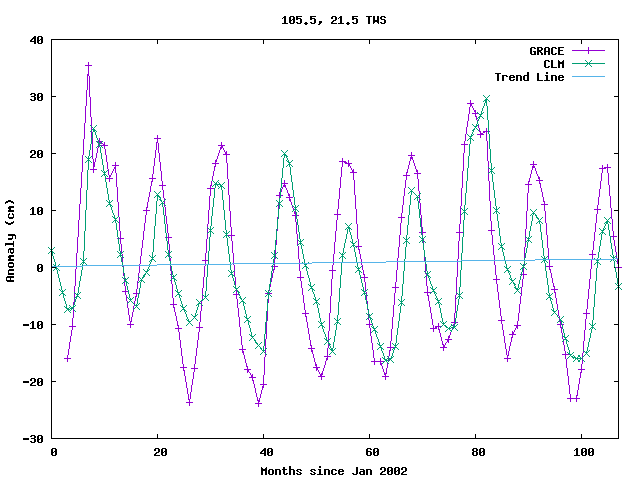 105.5, 21.5 TWS
GRACE
CLM
Trend Line
Anomaly (cm)
40
30
20
10
0
-10
-20
-30
0 20 40 60 80 100
Months since Jan 2002